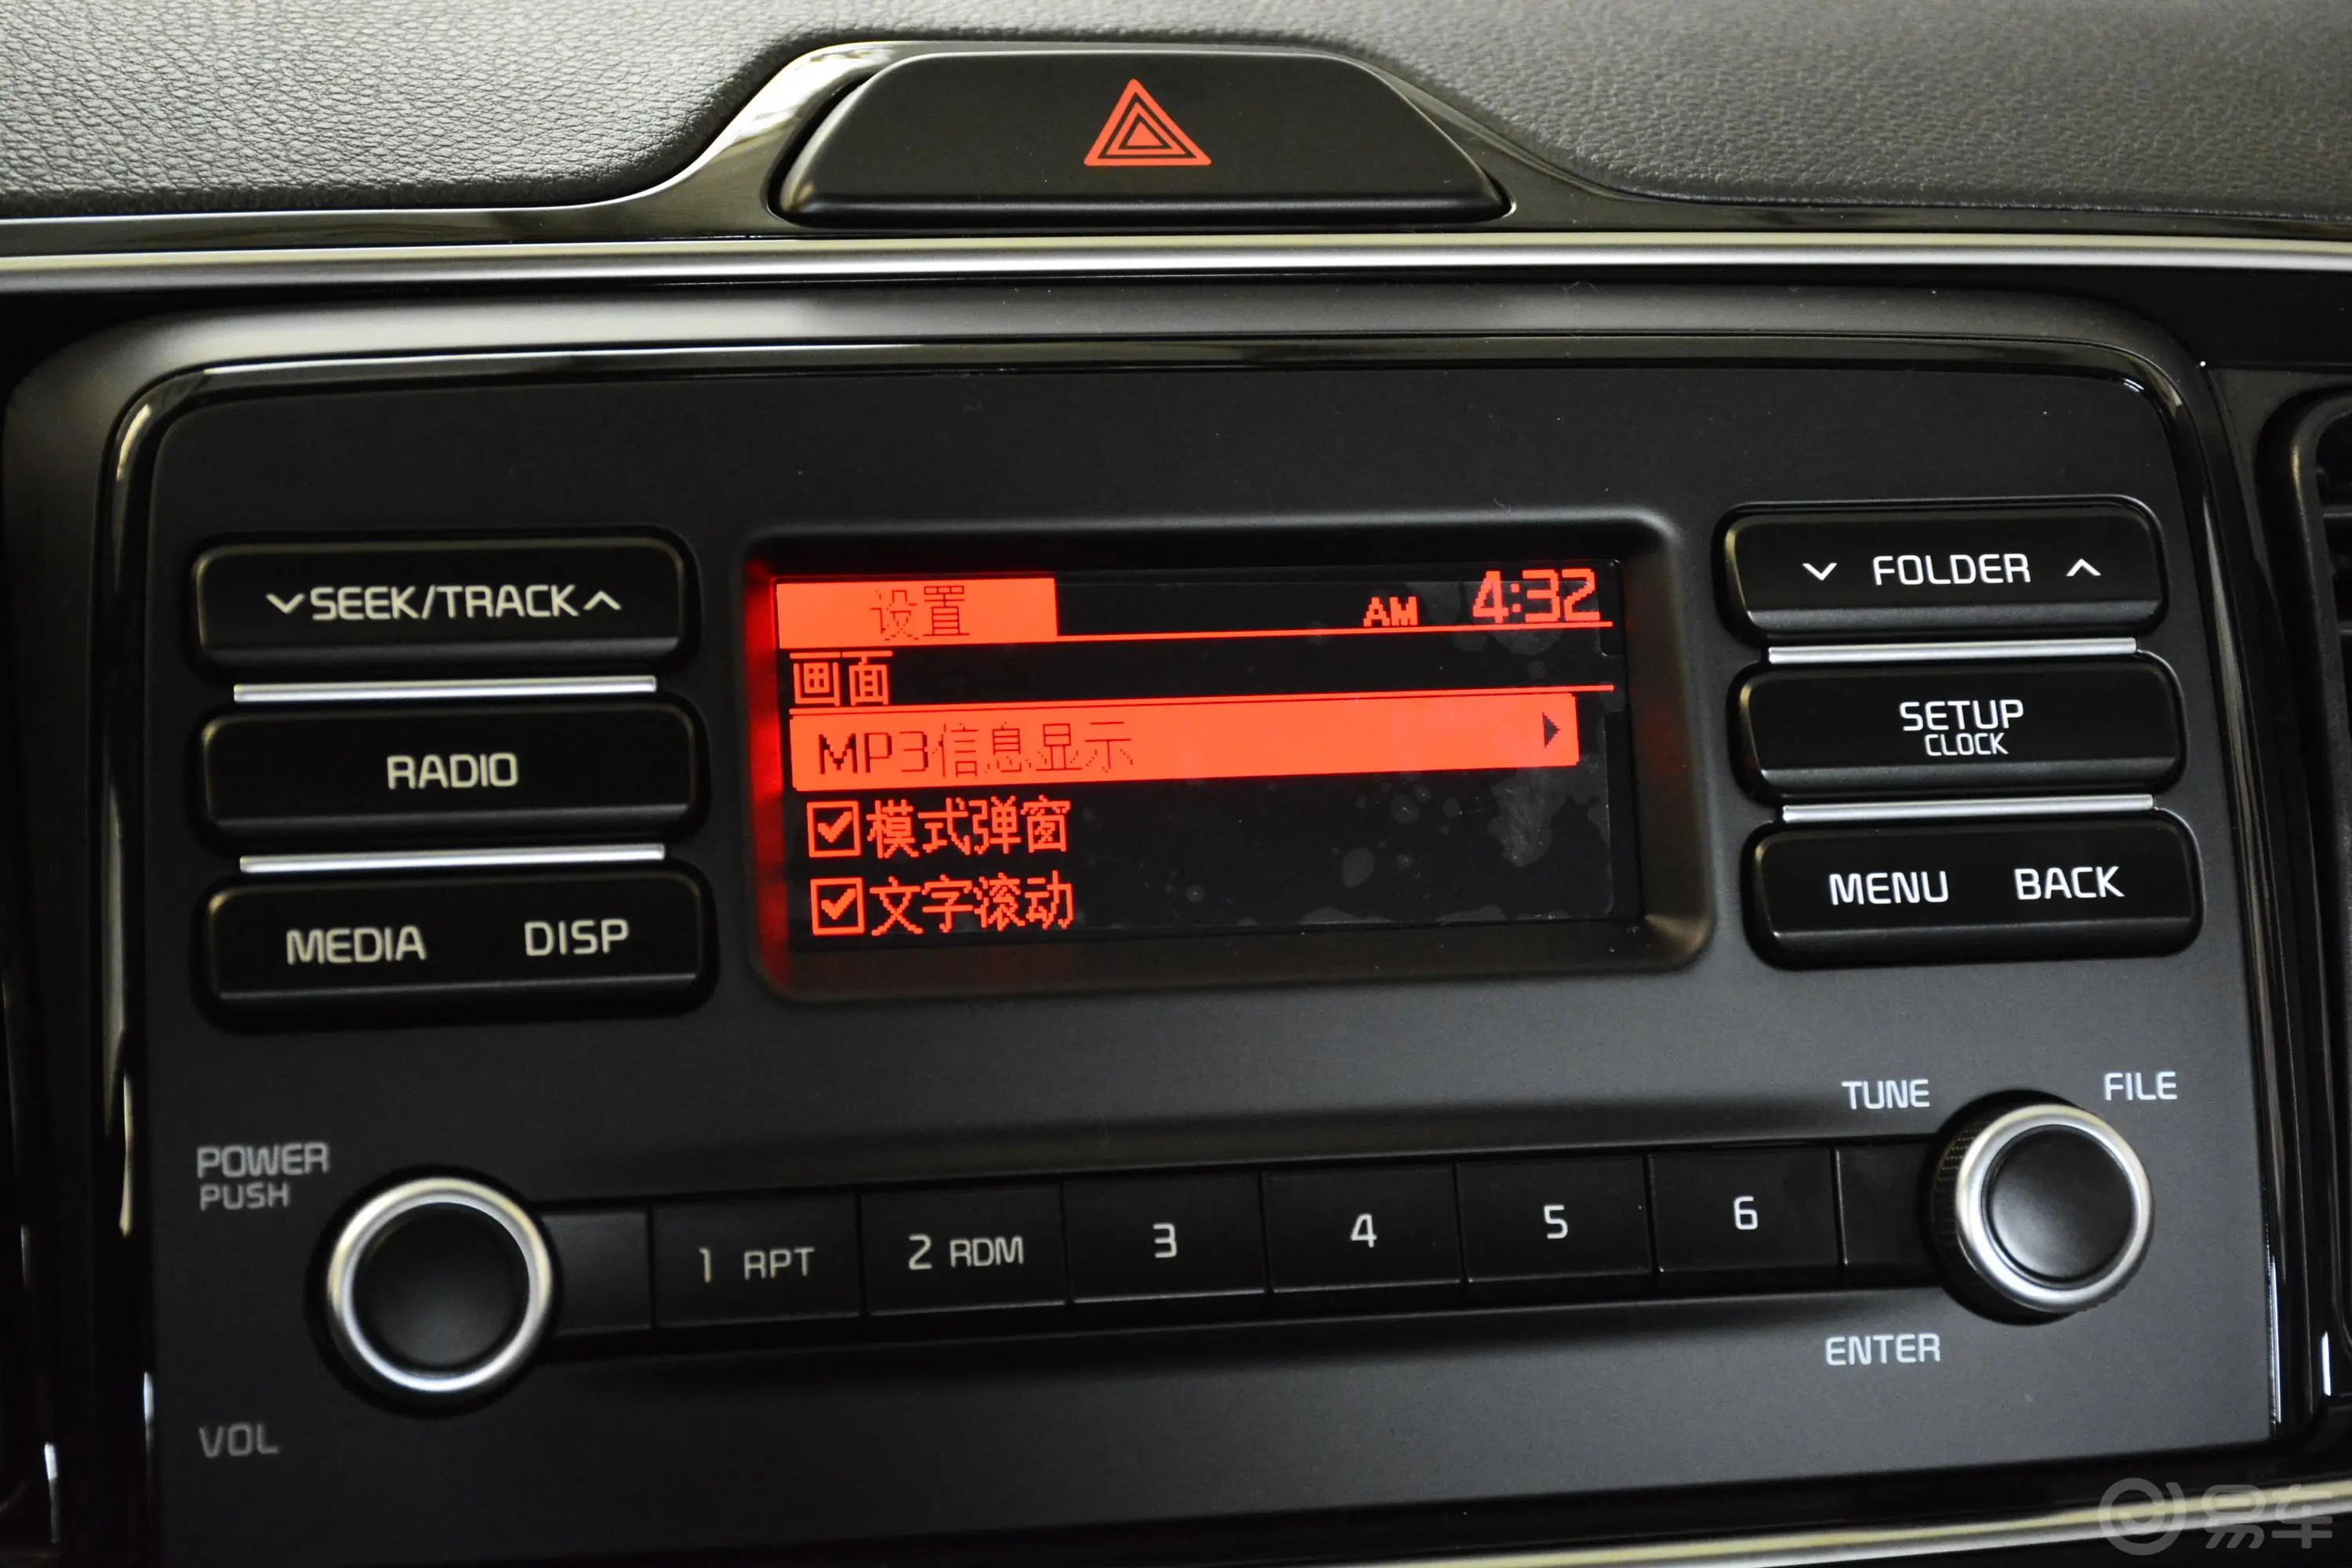 设置 AM 4:32
画面
MP3信息显示
模式弹窗
文字滚动
SEEK/TRACK
RADIO
MEDIA DISP
FOLDER
SETUP
CLOCK
MENU BACK
POWER
PUSH
VOL
1 RPT 2 RDM 3 4 5 6
TUNE FILE
ENTER
易车